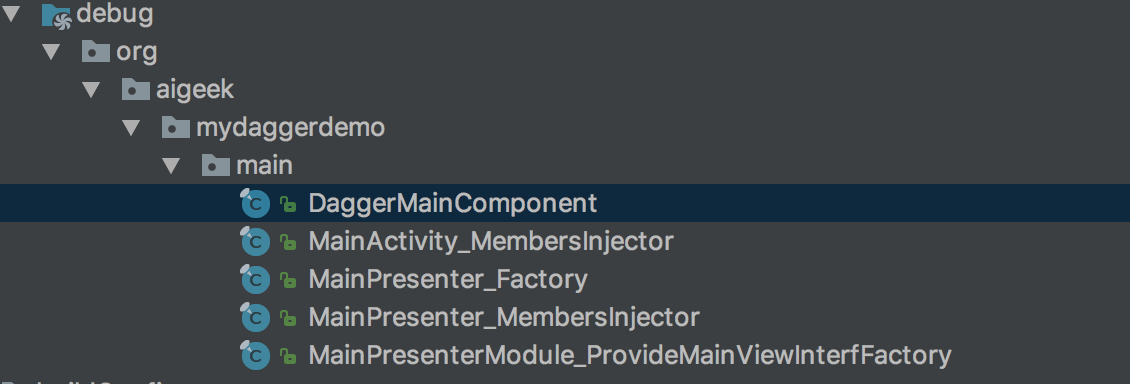 debug
org
aigeek
mydaggerdemo
main
DaggerMainComponent
MainActivity_MembersInjector
MainPresenter_Factory
MainPresenter_MembersInjector
MainPresenterModule_ProvideMainViewInterfFactory